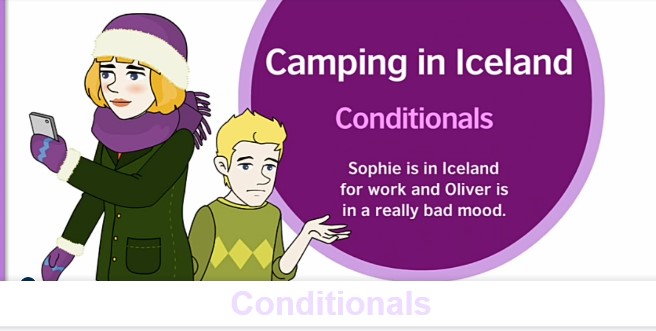 Camping in Iceland
Conditionals
Sophie is in Iceland
for work and Oliver is
in a really bad mood.
Conditionals